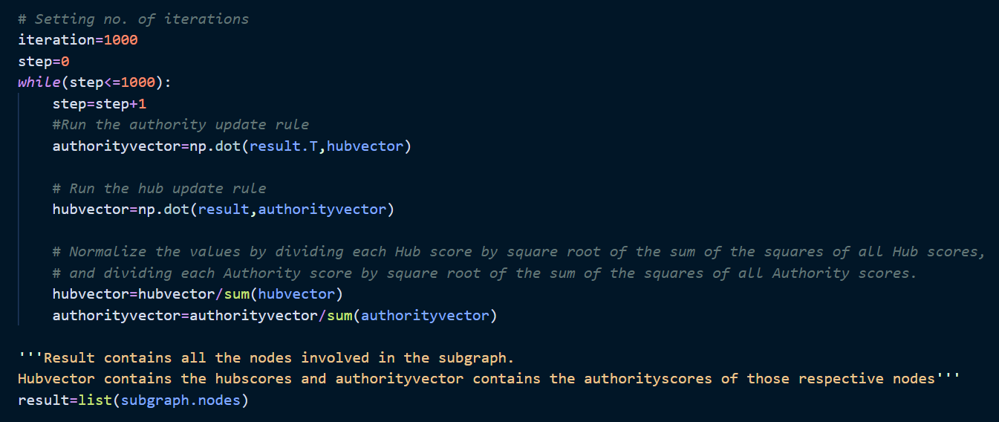 # Setting no. of iterations
iteration=1000
step=0
while(step<=1000):
    step=step+1
    #Run the authority update rule
    authorityvector=np.dot(result.T,hubvector)

    # Run the hub update rule
    hubvector=np.dot(result,authorityvector)

    # Normalize the values by dividing each Hub score by square root of the sum of the squares of all Hub scores,
    # and dividing each Authority score by square root of the sum of the squares of all Authority scores.
    hubvector=hubvector/sum(hubvector)
    authorityvector=authorityvector/sum(authorityvector)

'''Result contains all the nodes involved in the subgraph.
Hubvector contains the hubscores and authorityvector contains the authorityscores of those respective nodes'''
result=list(subgraph.nodes)